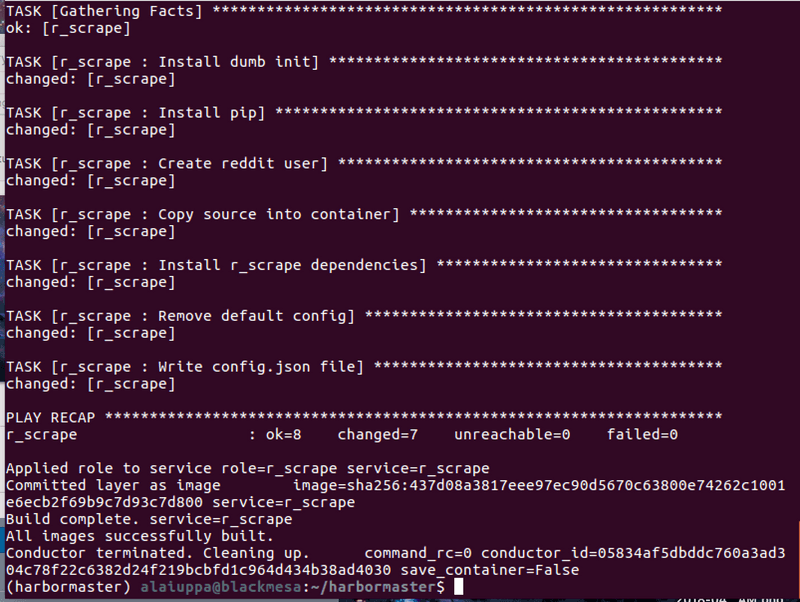 TASK [Gathering Facts] *********************************************************
ok: [r_scrape]
TASK [r_scrape : Install dumb init] ********************************************
changed: [r_scrape]
TASK [r_scrape : Install pip] **************************************************
changed: [r_scrape]
TASK [r_scrape : Create reddit user] *******************************************
changed: [r_scrape]
TASK [r_scrape : Copy source into container] ***********************************
changed: [r_scrape]
TASK [r_scrape : Install r_scrape dependencies] ********************************
changed: [r_scrape]
TASK [r_scrape : Remove default config] ****************************************
changed: [r_scrape]
TASK [r_scrape : Write config.json file] ***************************************
changed: [r_scrape]
PLAY RECAP *********************************************************************
r_scrape                   : ok=8    changed=7    unreachable=0    failed=0
Applied role to service role=r_scrape service=r_scrape
Committed layer as image        image=sha256:437d08a3817eee97ec90d5670c63800e74262c1001
e6ecb2f69b9c7d93c7d800 service=r_scrape
Build complete. service=r_scrape
All images successfully built.
Conductor terminated. Cleaning up.      command_rc=0 conductor_id=05834af5dbddc760a3ad3
04c78f22c6382d24f219bcbfd1c964d434b38ad4030 save_container=False
(harbormaster) alaiuppa@blackmesa:~/harbormaster$